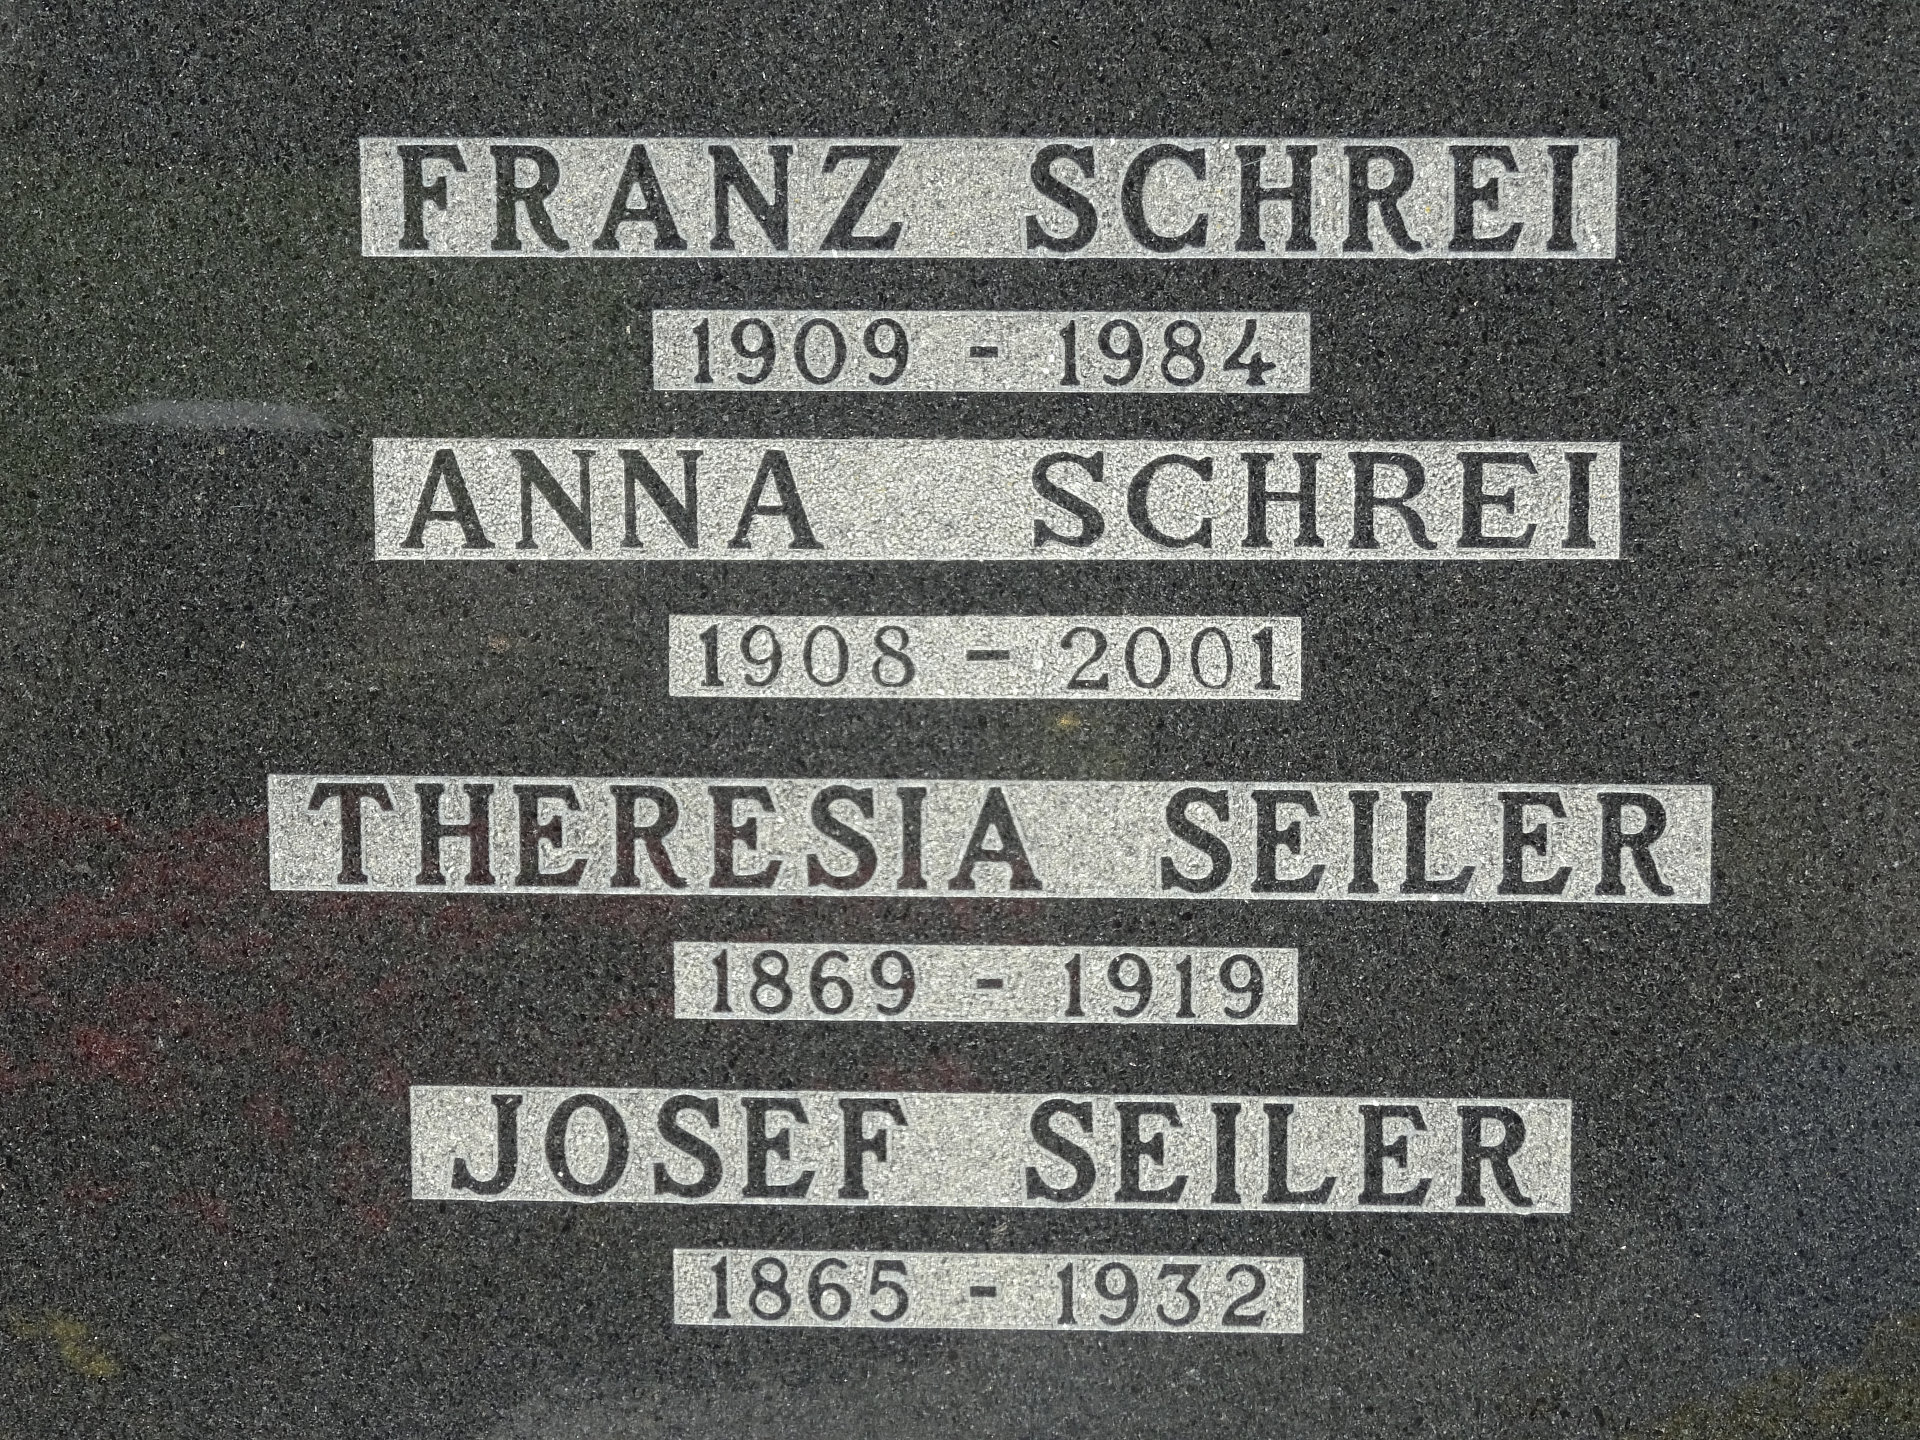 FRANZ SCHREI
1909 - 1984
ANNA SCHREI
1908 - 2001
THERESIA SEILER
1869 - 1919
JOSEF SEILER
1865 - 1932